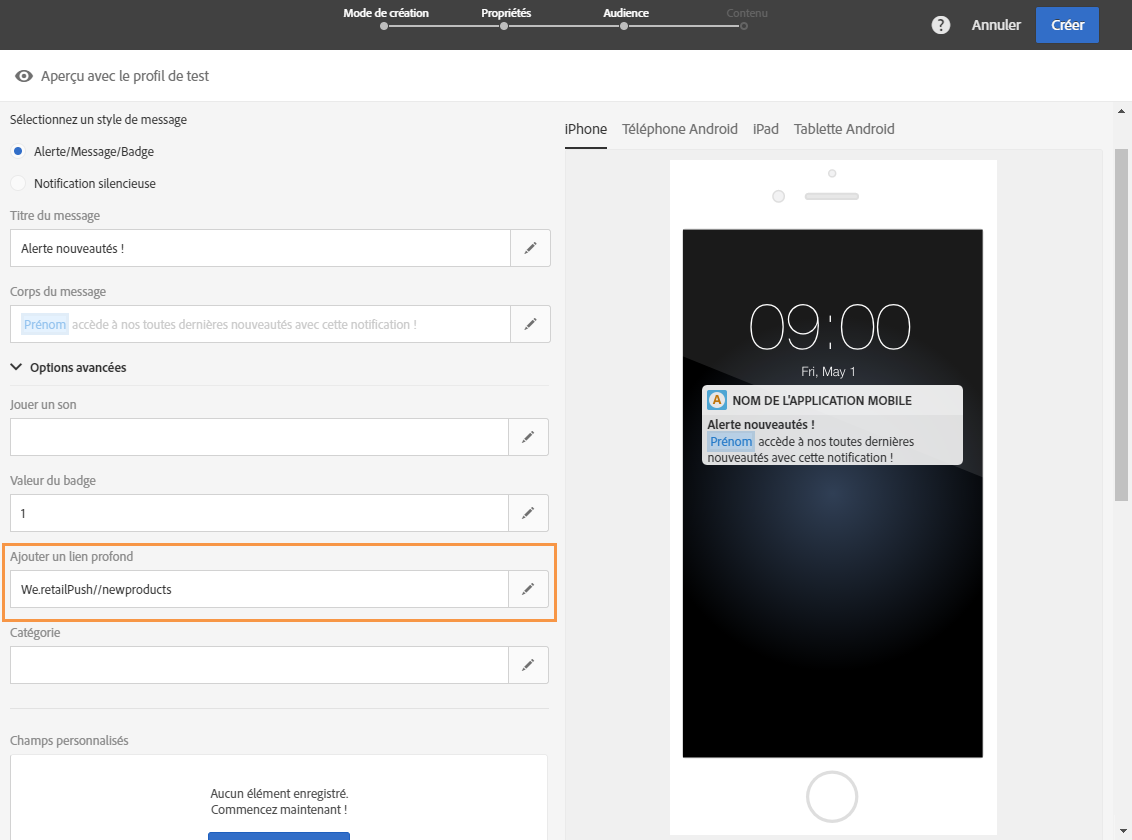 Mode de création
Propriétés
Audience
Contenu
?
Annuler
Créer
Aperçu avec le profil de test
Sélectionnez un style de message
Alerte/Message/Badge
Notification silencieuse
Titre du message
Alerte nouveautés !
Corps du message
Prénom accède à nos toutes dernières nouveautés avec cette notification !
Options avancées
Jouer un son
Valeur du badge
1
Ajouter un lien profond
We.retailPush//newproducts
Catégorie
Champs personnalisés
Aucun élément enregistré.
Commencez maintenant !
iPhone
Téléphone Android
iPad
Tablette Android
09:00
Fri, May 1
A NOM DE L'APPLICATION MOBILE
Alerte nouveautés !
Prénom accède à nos toutes dernières
nouveautés avec cette notification !